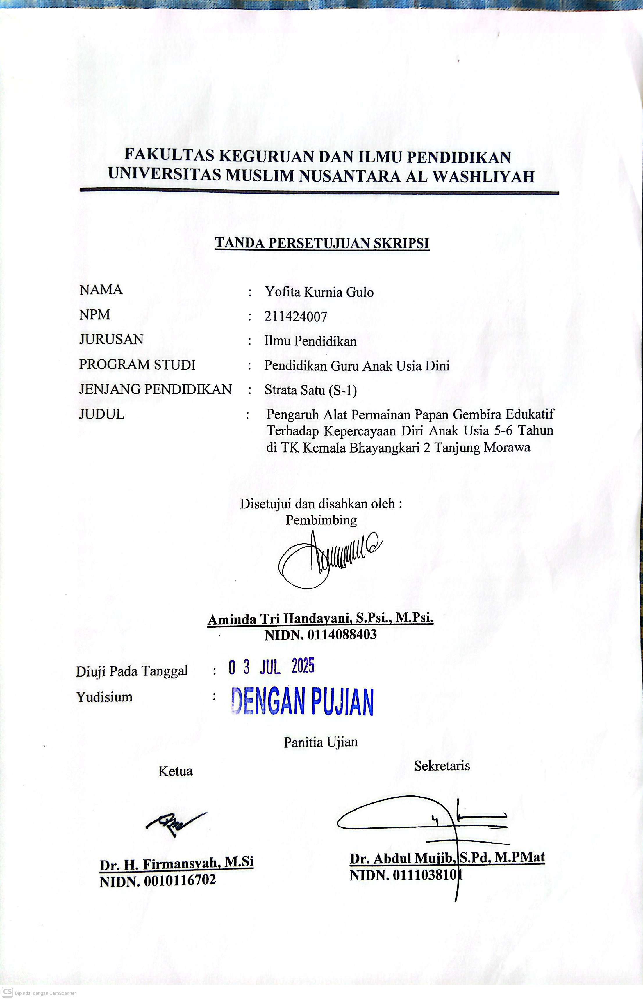 FAKULTAS KEGURUAN DAN ILMU PENDIDIKAN
UNIVERSITAS MUSLIM NUSANTARA AL WASHLIYAH
TANDA PERSETUJUAN SKRIPSI
NAMA : Yofita Kurnia Gulo
NPM : 211424007
JURUSAN : Ilmu Pendidikan
PROGRAM STUDI : Pendidikan Guru Anak Usia Dini
JENJANG PENDIDIKAN : Strata Satu (S-1)
JUDUL : Pengaruh Alat Permainan Papan Gembira Edukatif
Terhadap Kepercayaan Diri Anak Usia 5-6 Tahun
di TK Kemala Bhayangkari 2 Tanjung Morawa
Disetujui dan disahkan oleh :
Pembimbing
Aminda Tri Handayani, S.Psi., M.Psi.
NIDN. 0114088403
Diuji Pada Tanggal : 0 3 JUL 2025
Yudisium : DENGAN PUJIAN
Panitia Ujian
Ketua
Sekretaris
Dr. H. Firmansyah, M.Si
NIDN. 0010116702
Dr. Abdul Mujib, S.Pd, M.PMat
NIDN. 0111038101
CS Dipindai dengan CamScanner